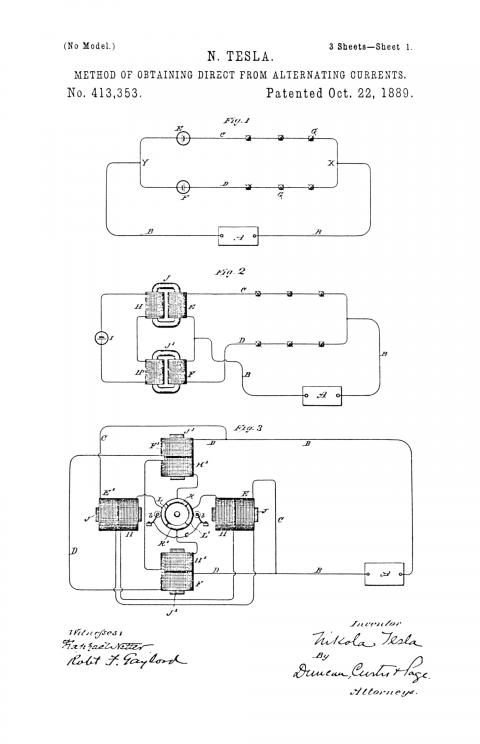 (No Model.)
3 Sheets—Sheet 1.
N. TESLA.
METHOD OF OBTAINING DIRECT FROM ALTERNATING CURRENTS.
No. 413,353.
Patented Oct. 22, 1889.
Fig. 1
E C G
Y X
F D G
B A B
Fig. 2
J
H E C
I
J' D
H' F B
B A
Fig. 3
C J' D B
F' H'
E' L K E
J H J
L' C
K'
D H' D B A
F
J'
Witnesses:
Robt. F. Gaylord
Inventor
Nikola Tesla
By
Duncan, Curtis & Page.
Attorneys.